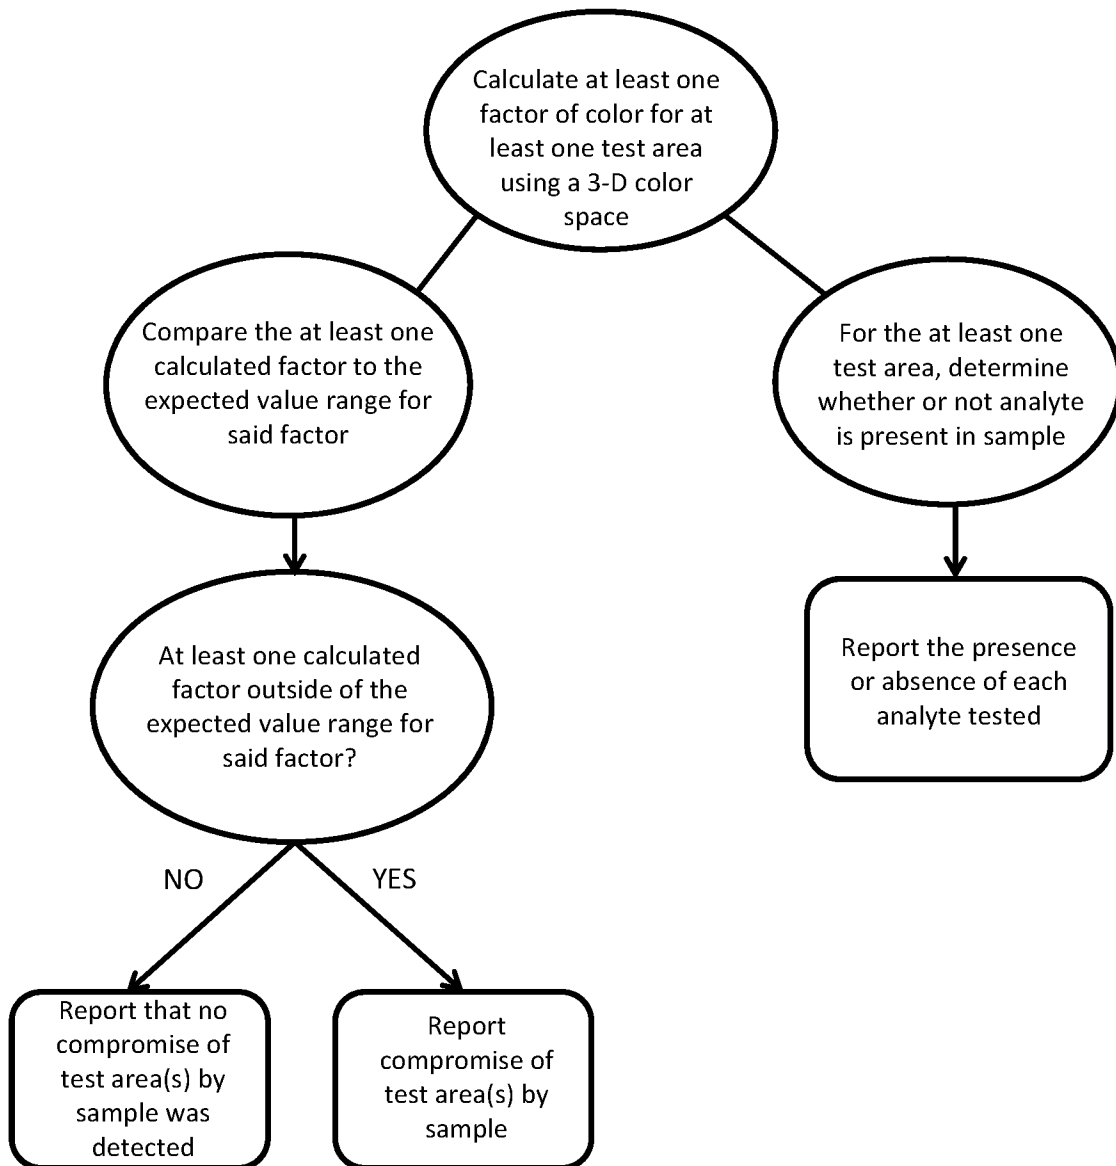 Calculate at least one
factor of color for at
least one test area
using a 3-D color
space
Compare the at least one
calculated factor to the
expected value range for
said factor
For the at least one
test area, determine
whether or not analyte
is present in sample
At least one calculated
factor outside of the
expected value range for
said factor?
Report the presence
or absence of each
analyte tested
NO
YES
Report that no
compromise of
test area(s) by
sample was
detected
Report
compromise of
test area(s) by
sample